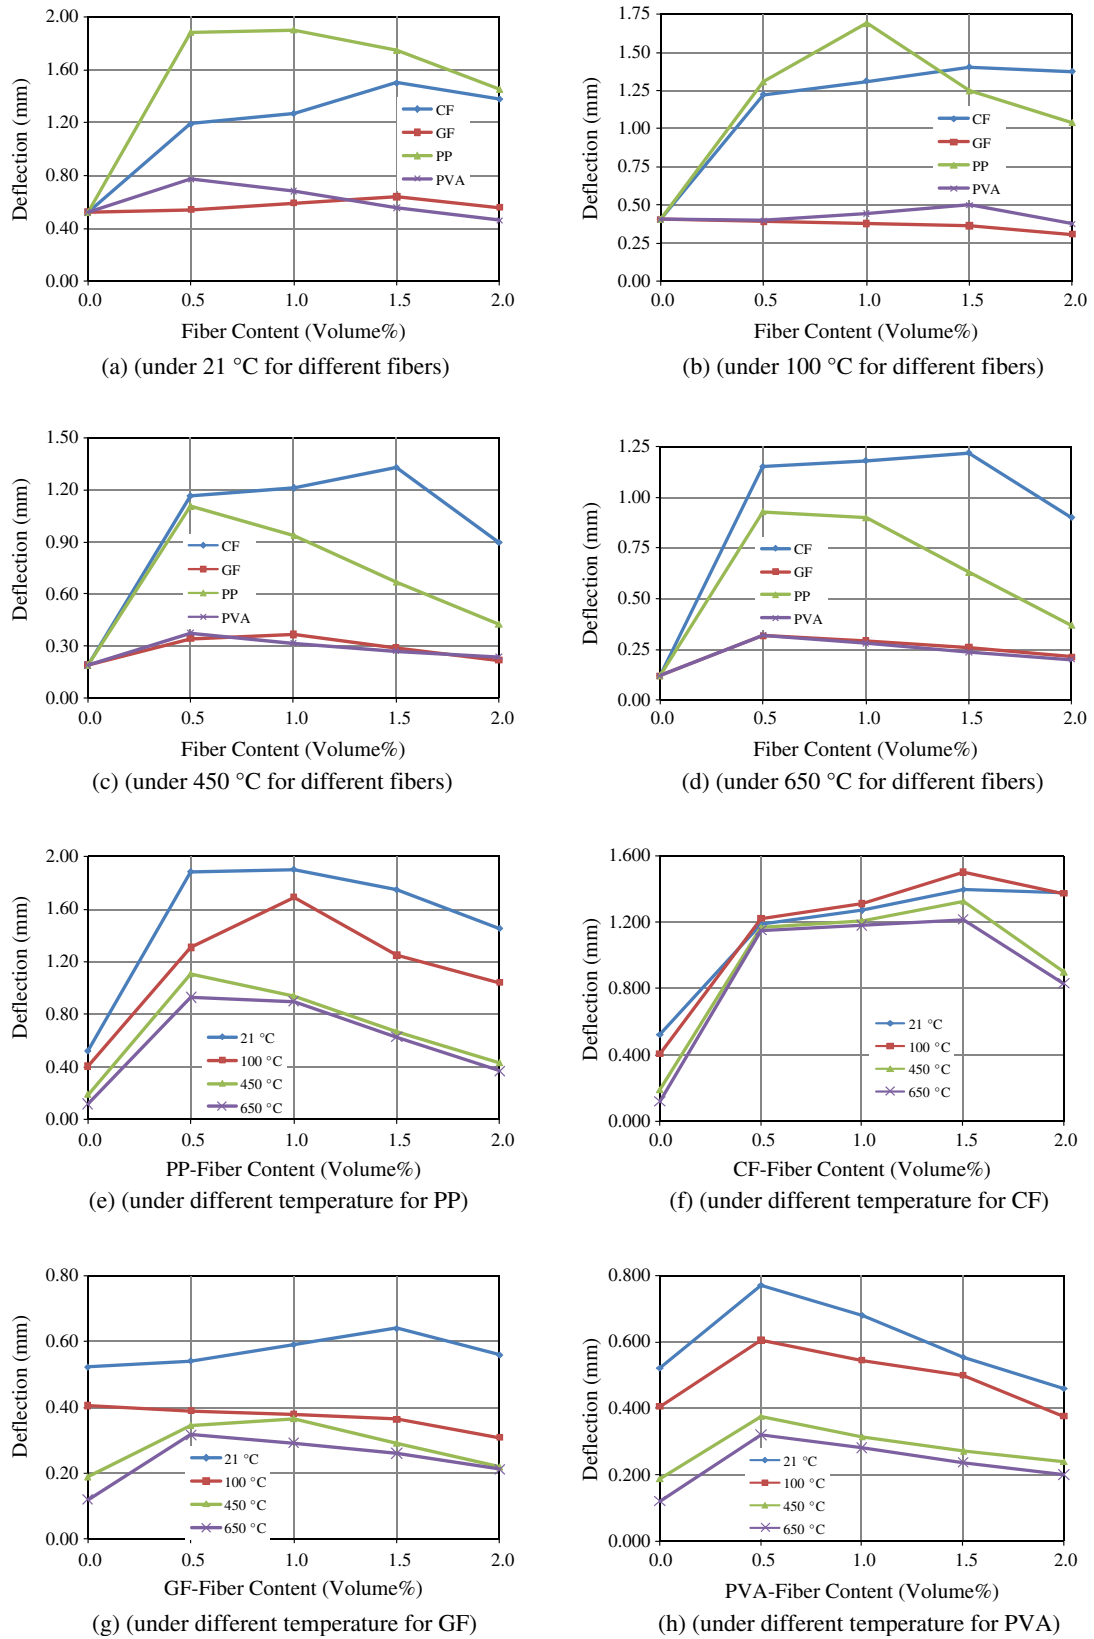 2.00
1.60
1.20
0.80
0.40
0.00
Deflection (mm)
CF
GF
PP
PVA
0.0 0.5 1.0 1.5 2.0
Fiber Content (Volume%)
(a) (under 21 °C for different fibers)
1.75
1.50
1.25
1.00
0.75
0.50
0.25
0.00
Deflection (mm)
CF
GF
PP
PVA
0.0 0.5 1.0 1.5 2.0
Fiber Content (Volume%)
(b) (under 100 °C for different fibers)
1.50
1.20
0.90
0.60
0.30
0.00
Deflection (mm)
CF
GF
PP
PVA
0.0 0.5 1.0 1.5 2.0
Fiber Content (Volume%)
(c) (under 450 °C for different fibers)
1.25
1.00
0.75
0.50
0.25
0.00
Deflection (mm)
CF
GF
PP
PVA
0.0 0.5 1.0 1.5 2.0
Fiber Content (Volume%)
(d) (under 650 °C for different fibers)
2.00
1.60
1.20
0.80
0.40
0.00
Deflection (mm)
21 °C
100 °C
450 °C
650 °C
0.0 0.5 1.0 1.5 2.0
PP-Fiber Content (Volume%)
(e) (under different temperature for PP)
1.600
1.200
0.800
0.400
0.000
Deflection (mm)
21 °C
100 °C
450 °C
650 °C
0.0 0.5 1.0 1.5 2.0
CF-Fiber Content (Volume%)
(f) (under different temperature for CF)
0.80
0.60
0.40
0.20
0.00
Deflection (mm)
21 °C
100 °C
450 °C
650 °C
0.0 0.5 1.0 1.5 2.0
GF-Fiber Content (Volume%)
(g) (under different temperature for GF)
0.800
0.600
0.400
0.200
0.000
Deflection (mm)
21 °C
100 °C
450 °C
650 °C
0.0 0.5 1.0 1.5 2.0
PVA-Fiber Content (Volume%)
(h) (under different temperature for PVA)